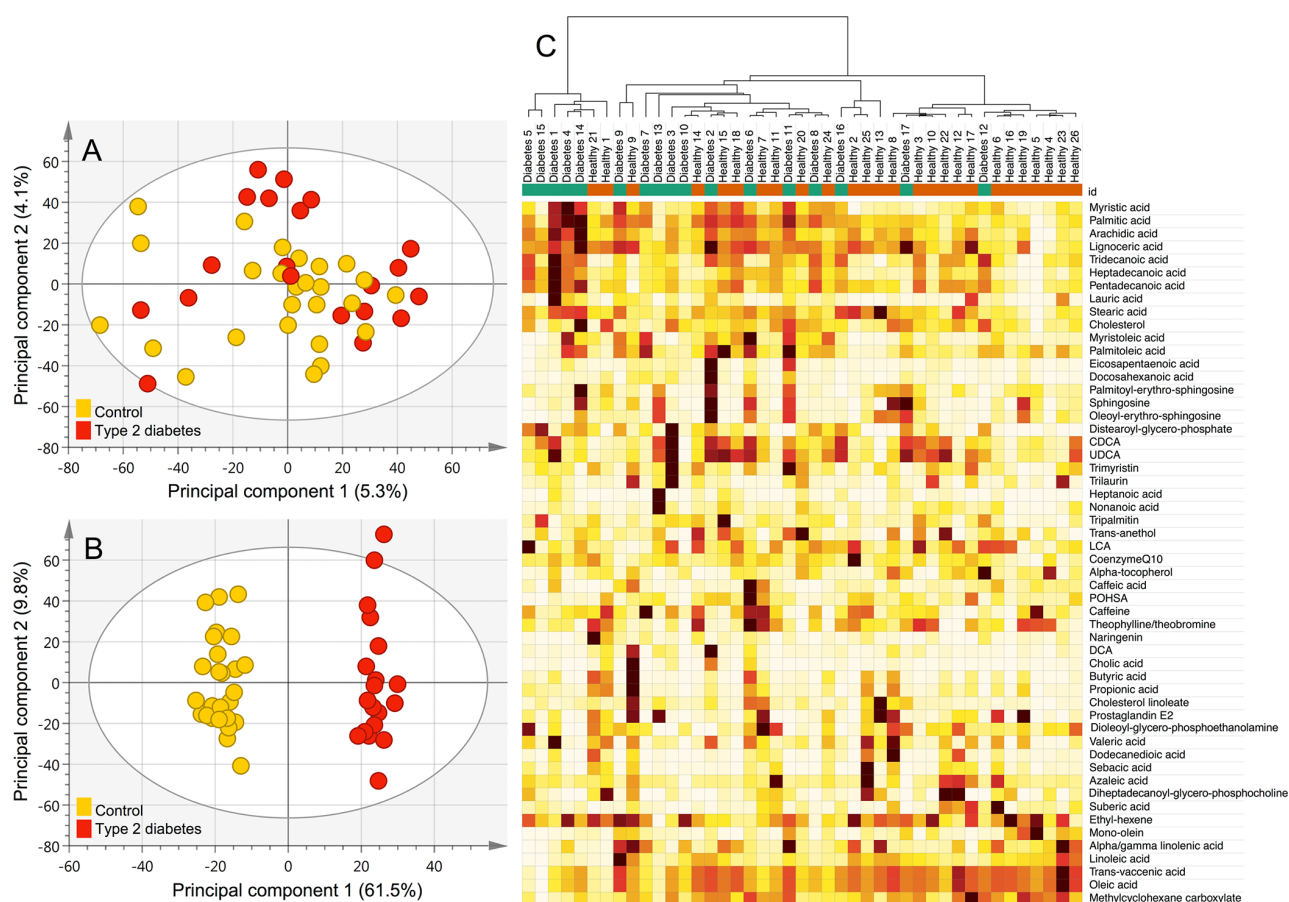 A
Principal component 2 (4.1%)
60
40
20
0
-20
-40
-60
-80
Control
Type 2 diabetes
-80 -60 -40 -20 0 20 40 60
Principal component 1 (5.3%)
B
Principal component 2 (9.8%)
60
40
20
0
-20
-40
-60
-80
Control
Type 2 diabetes
-60 -40 -20 0 20 40
Principal component 1 (61.5%)
C
Diabetes 5
Diabetes 15
Diabetes 1
Diabetes 4
Diabetes 14
Healthy 21
Healthy 1
Diabetes 9
Healthy 9
Diabetes 7
Diabetes 13
Diabetes 3
Diabetes 10
Healthy 14
Diabetes 2
Healthy 15
Healthy 18
Diabetes 6
Healthy 7
Healthy 11
Diabetes 11
Healthy 20
Diabetes 8
Healthy 24
Diabetes 16
Healthy 2
Healthy 25
Healthy 13
Healthy 8
Diabetes 17
Healthy 3
Healthy 10
Healthy 22
Healthy 12
Healthy 17
Diabetes 12
Healthy 6
Healthy 16
Healthy 19
Healthy 5
Healthy 4
Healthy 23
Healthy 26
id
Myristic acid
Palmitic acid
Arachidic acid
Lignoceric acid
Tridecanoic acid
Heptadecanoic acid
Pentadecanoic acid
Lauric acid
Stearic acid
Cholesterol
Myristoleic acid
Palmitoleic acid
Eicosapentaenoic acid
Docosahexanoic acid
Palmitoyl-erythro-sphingosine
Sphingosine
Oleoyl-erythro-sphingosine
Distearoyl-glycero-phosphate
CDCA
UDCA
Trimyristin
Trilaurin
Heptanoic acid
Nonanoic acid
Tripalmitin
Trans-anethol
LCA
CoenzymeQ10
Alpha-tocopherol
Caffeic acid
POHSA
Caffeine
Theophylline/theobromine
Naringenin
DCA
Cholic acid
Butyric acid
Propionic acid
Cholesterol linoleate
Prostaglandin E2
Dioleoyl-glycero-phosphoethanolamine
Valeric acid
Dodecanedioic acid
Sebacic acid
Azaleic acid
Diheptadecanoyl-glycero-phosphocholine
Suberic acid
Ethyl-hexene
Mono-olein
Alpha/gamma linolenic acid
Linoleic acid
Trans-vaccenic acid
Oleic acid
Methylcyclohexane carboxylate